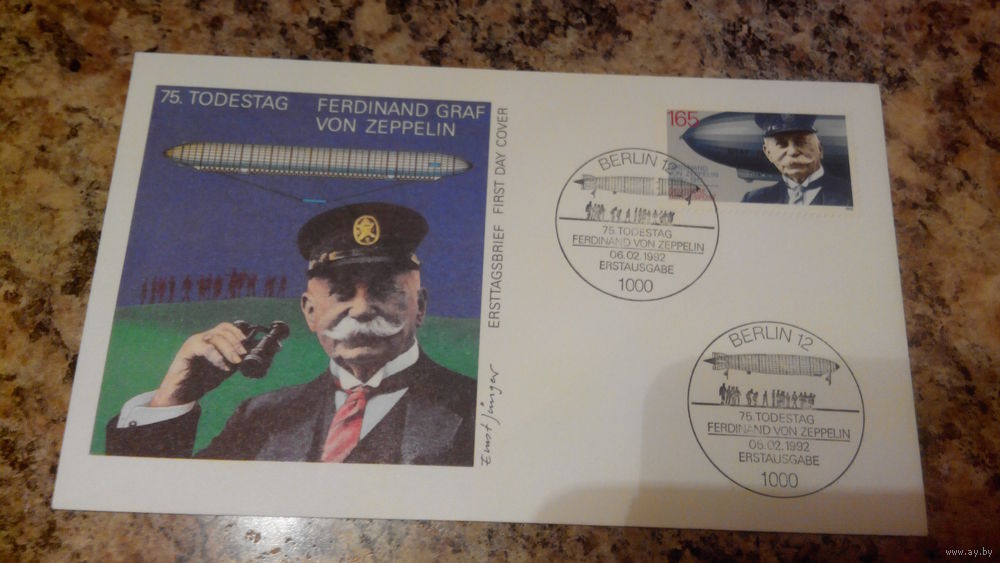 75. TODESTAG FERDINAND GRAF
VON ZEPPELIN
ERSTTAGSBRIEF FIRST DAY COVER
Ernst Jünger
165
BERLIN 12
75. TODESTAG
FERDINAND VON ZEPPELIN
06.02.1992
ERSTAUSGABE
1000
BERLIN 12
75. TODESTAG
FERDINAND VON ZEPPELIN
06.02.1992
ERSTAUSGABE
1000
www.ay.by